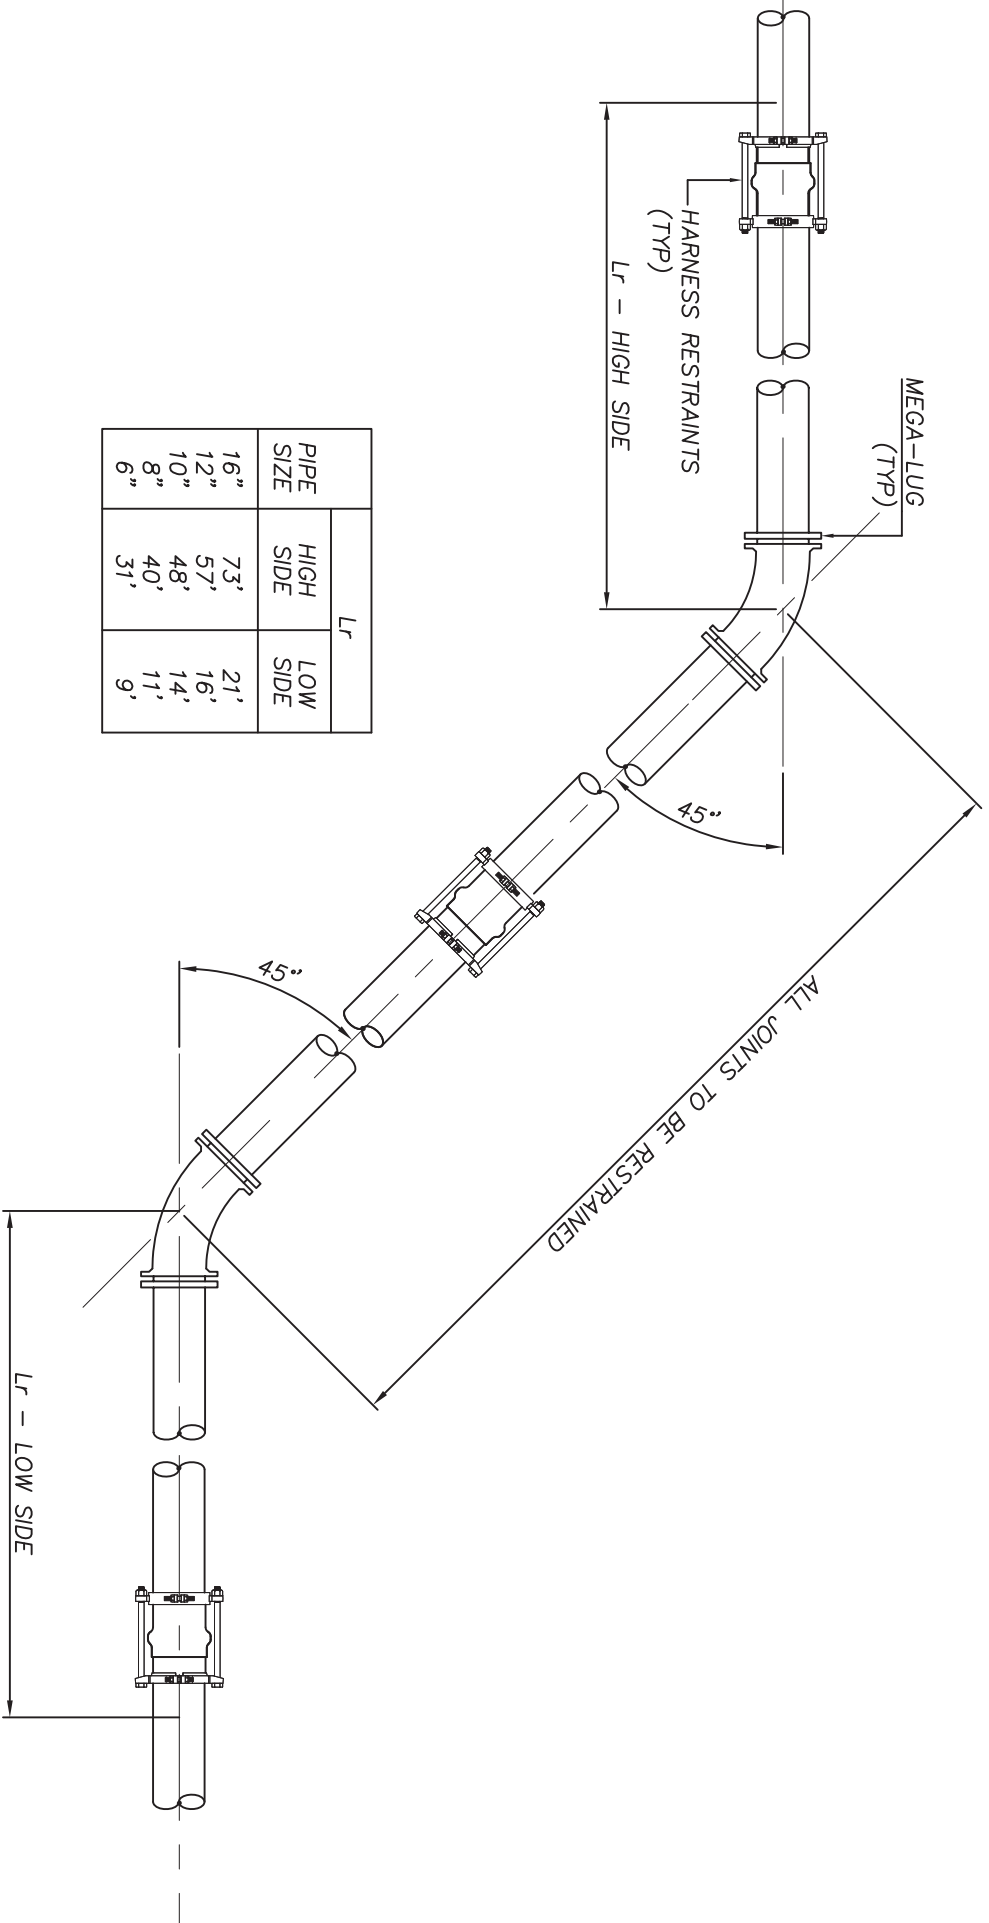 MEGA-LUG
(TYP)
HARNESS RESTRAINTS
(TYP)
Lr – HIGH SIDE
45°
ALL JOINTS TO BE RESTRAINED
45°
Lr – LOW SIDE
Lr
PIPE SIZE HIGH SIDE LOW SIDE
16" 73' 21'
12" 57' 16'
10" 48' 14'
8" 40' 11'
6" 31' 9'